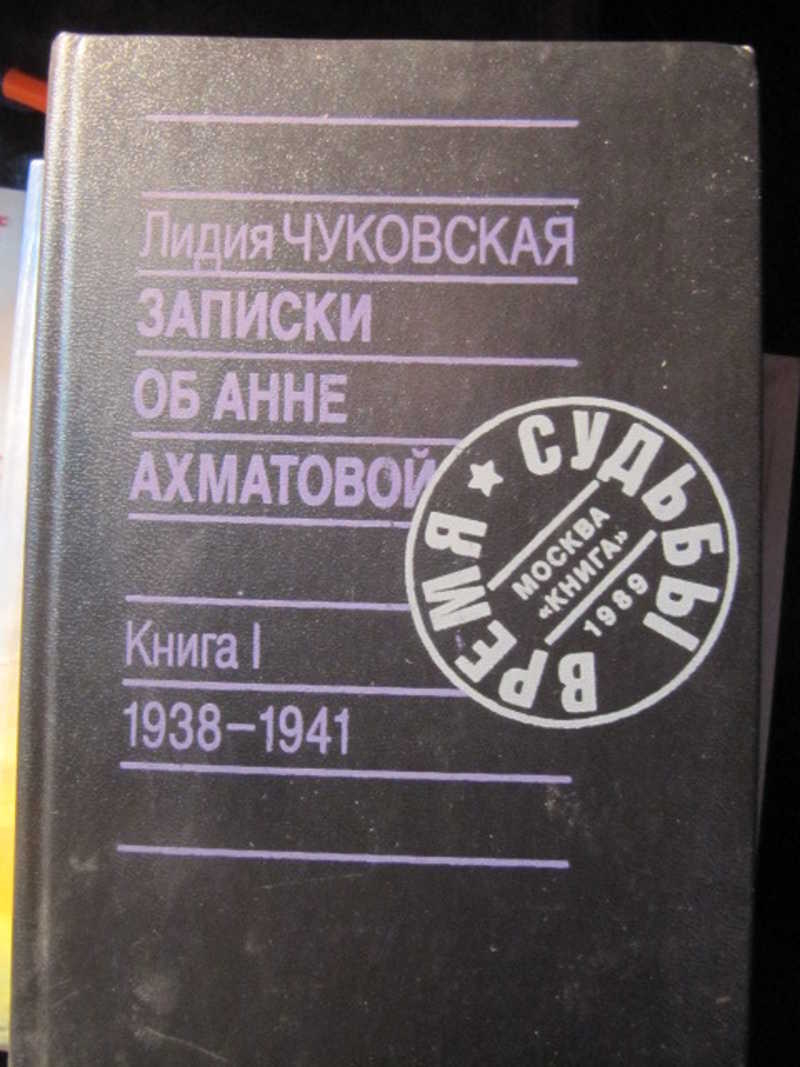 Лидия ЧУКОВСКАЯ
ЗАПИСКИ
ОБ АННЕ
АХМАТОВОЙ
Книга I
1938–1941
ВРЕМЯ ★ СУДЬБЫ
МОСКВА
«КНИГА»
1989